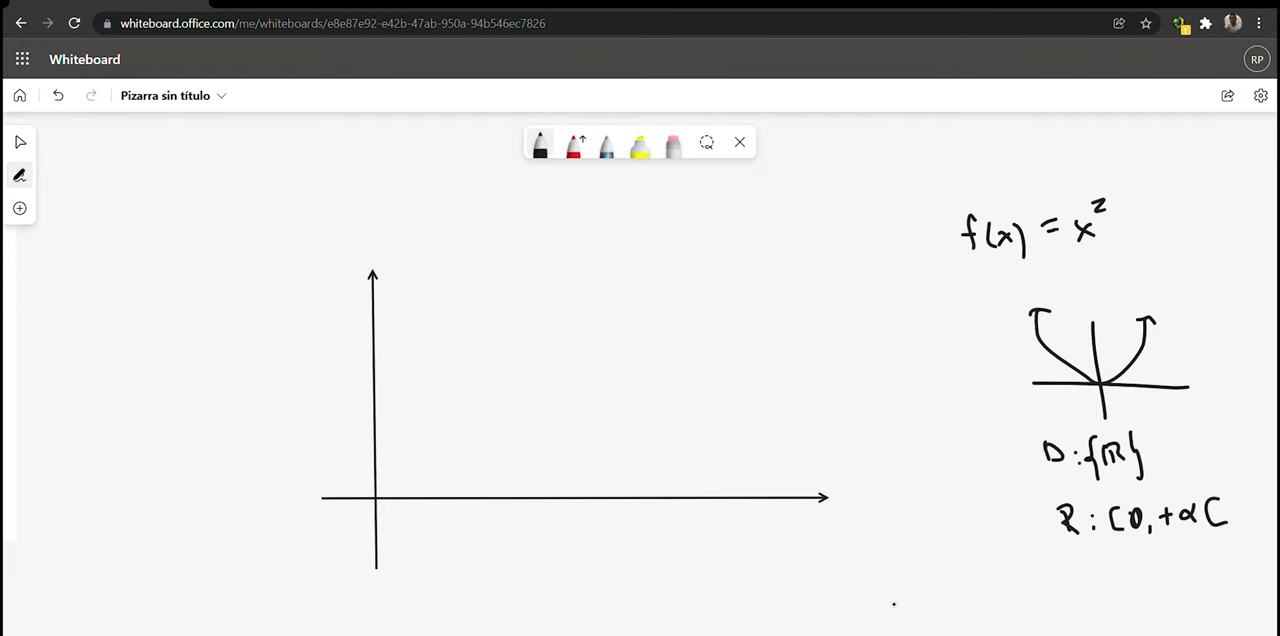 whiteboard.office.com/me/whiteboards/e8e87e92-e42b-47ab-950a-94b546ec7826
Whiteboard
RP
Pizarra sin título
f(x) = x²
D:{ℝ}
R: [0, +α[